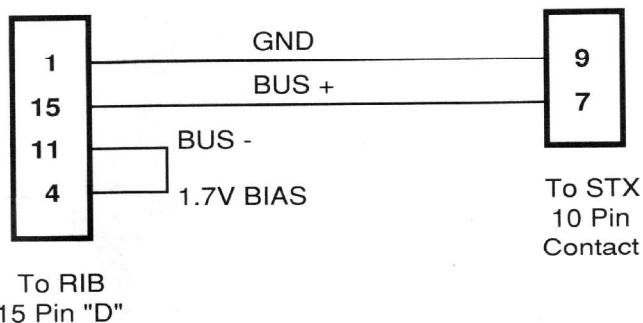 GND
1
9
BUS +
15
7
11
BUS -
4
1.7V BIAS
To STX
10 Pin
Contact
To RIB
15 Pin "D"